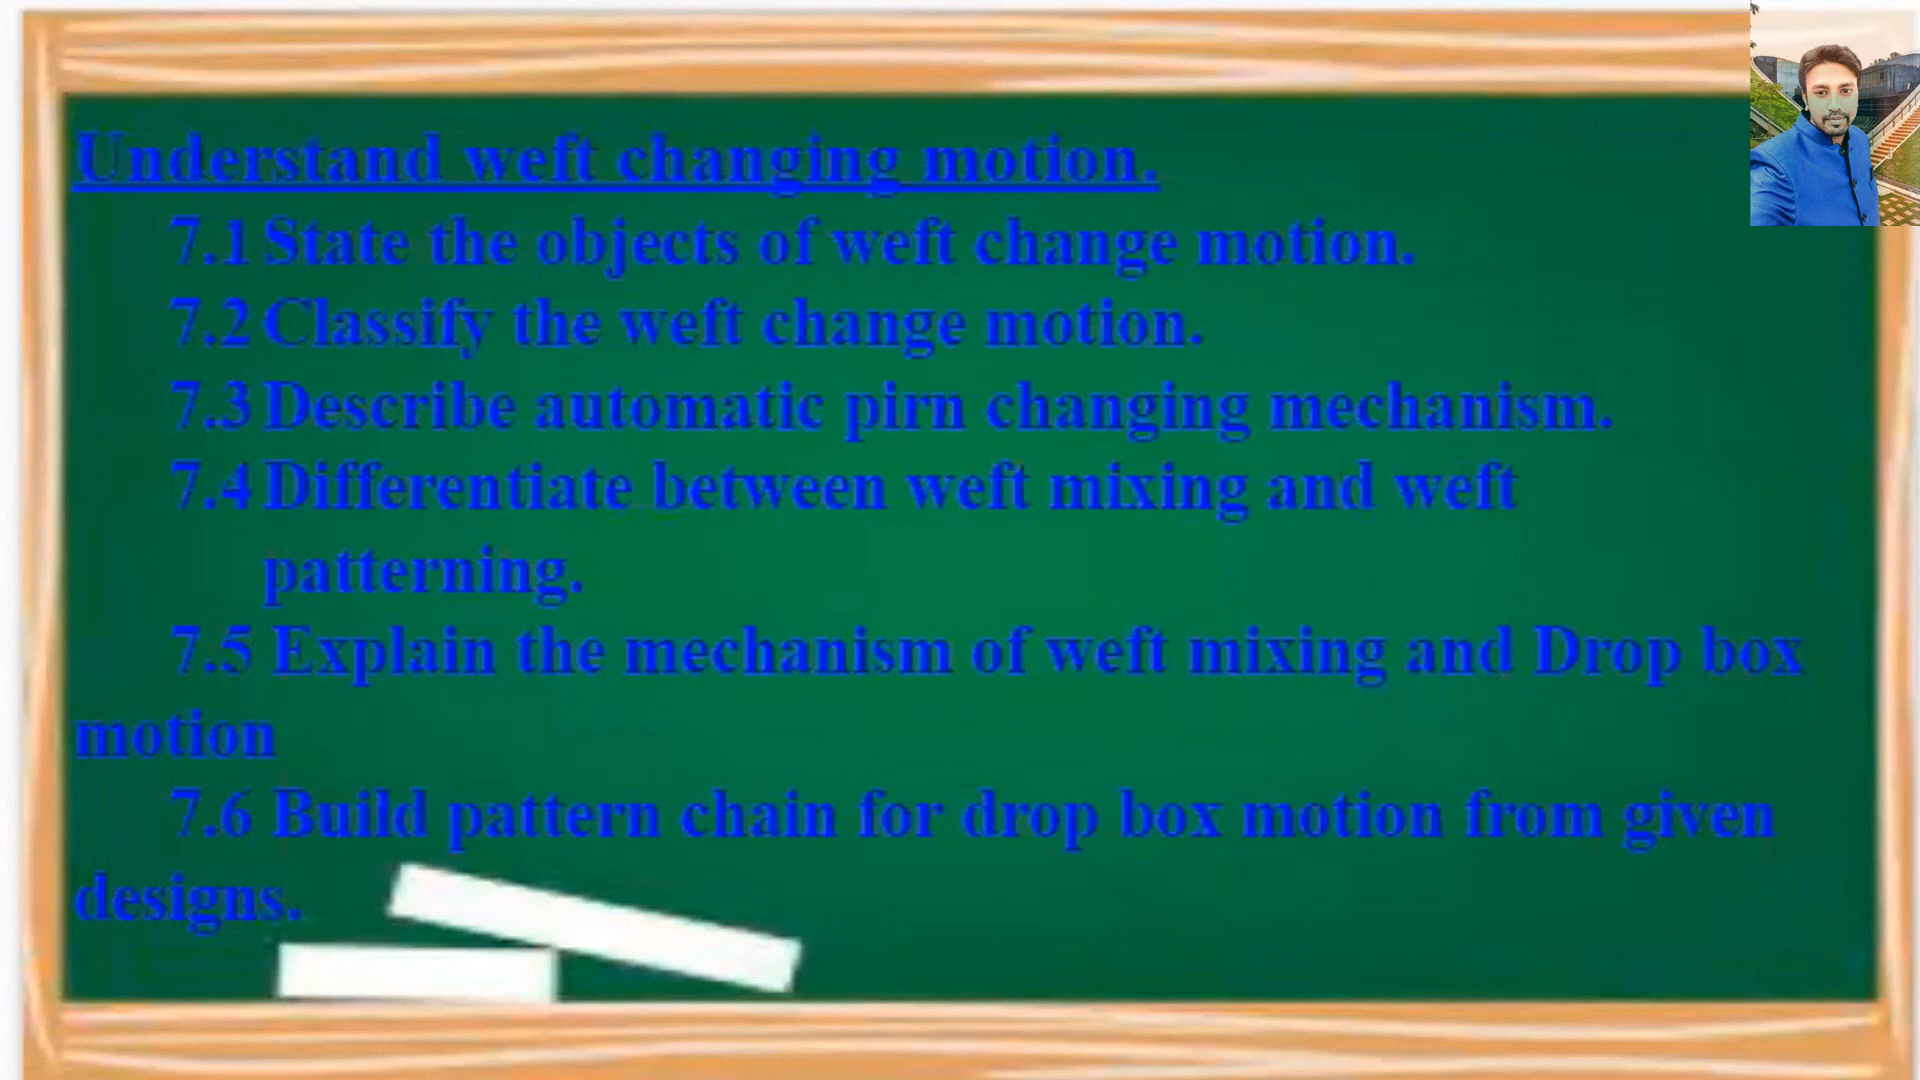 Understand weft changing motion.
7.1 State the objects of weft change motion.
7.2 Classify the weft change motion.
7.3 Describe automatic pirn changing mechanism.
7.4 Differentiate between weft mixing and weft
patterning.
7.5 Explain the mechanism of weft mixing and Drop box
motion
7.6 Build pattern chain for drop box motion from given
designs.